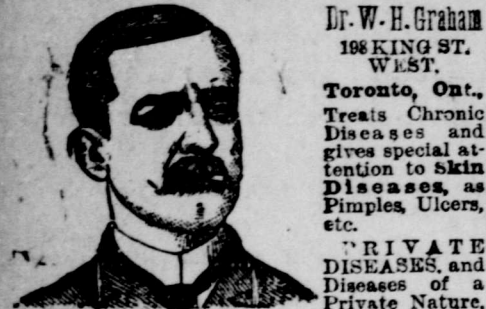 Dr. W. H. Graham
198 KING ST.
WEST,
Toronto, Ont.,
Treats Chronic
Diseases and
gives special at-
tention to Skin
Diseases, as
Pimples, Ulcers,
etc.
PRIVATE
DISEASES, and
Diseases of a
Private Nature,